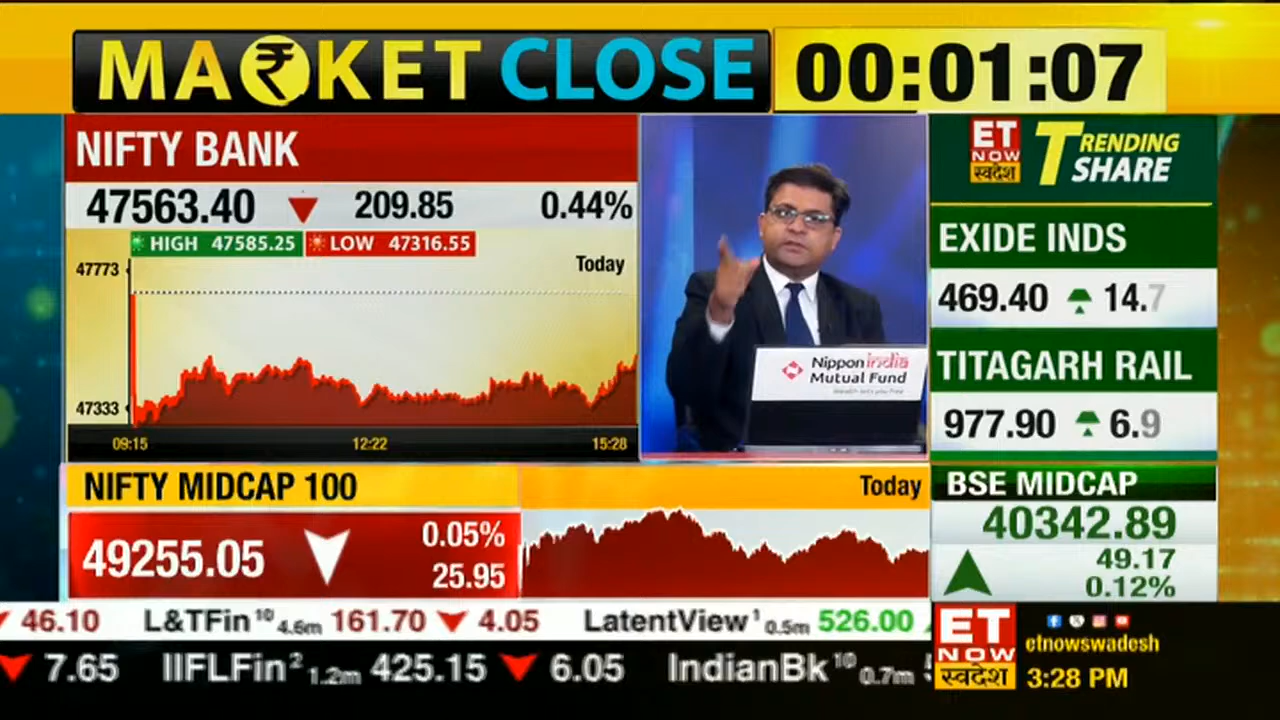 MA₹KET CLOSE
00:01:07
NIFTY BANK
47563.40 ▼ 209.85 0.44%
HIGH 47585.25 LOW 47316.55
Today
47773
47333
09:15 12:22 15:28
Nippon india
Mutual Fund
ET
NOW
स्वदेश
TRENDING
SHARE
EXIDE INDS
469.40 ▲ 14.7
TITAGARH RAIL
977.90 ▲ 6.9
NIFTY MIDCAP 100
Today
49255.05 ▼ 0.05%
25.95
BSE MIDCAP
40342.89
▲ 49.17
0.12%
▼ 46.10 L&TFin 10 4.6m 161.70 ▼ 4.05 LatentView 1 0.5m 526.00
▼ 7.65 IIFLFin 2 1.2m 425.15 ▼ 6.05 IndianBk 10 0.7m
ET
NOW
स्वदेश
etnowswadesh
3:28 PM